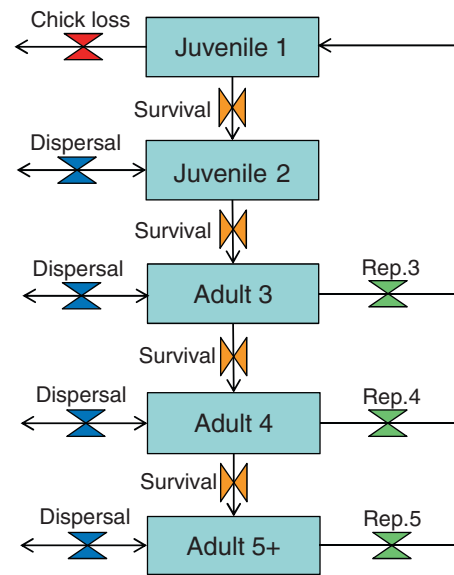 Chick loss
Juvenile 1
Survival
Dispersal
Juvenile 2
Survival
Dispersal
Adult 3
Rep.3
Survival
Dispersal
Adult 4
Rep.4
Survival
Dispersal
Adult 5+
Rep.5